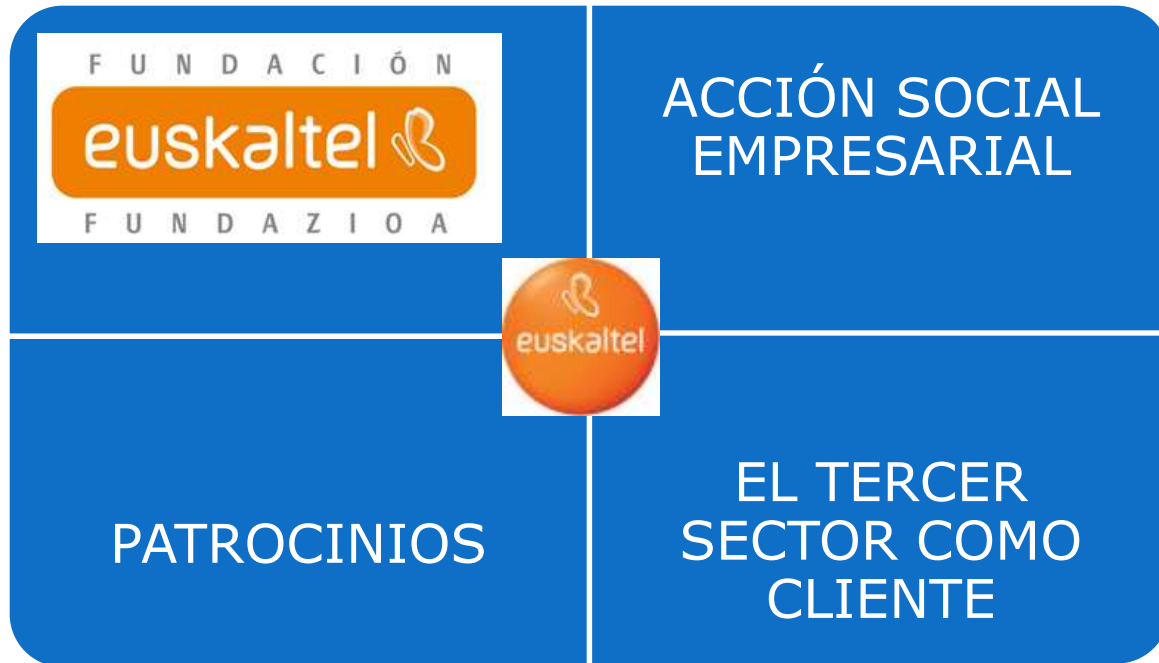 FUNDACIÓN
euskaltel
FUNDAZIOA
ACCIÓN SOCIAL
EMPRESARIAL
euskaltel
PATROCINIOS
EL TERCER
SECTOR COMO
CLIENTE